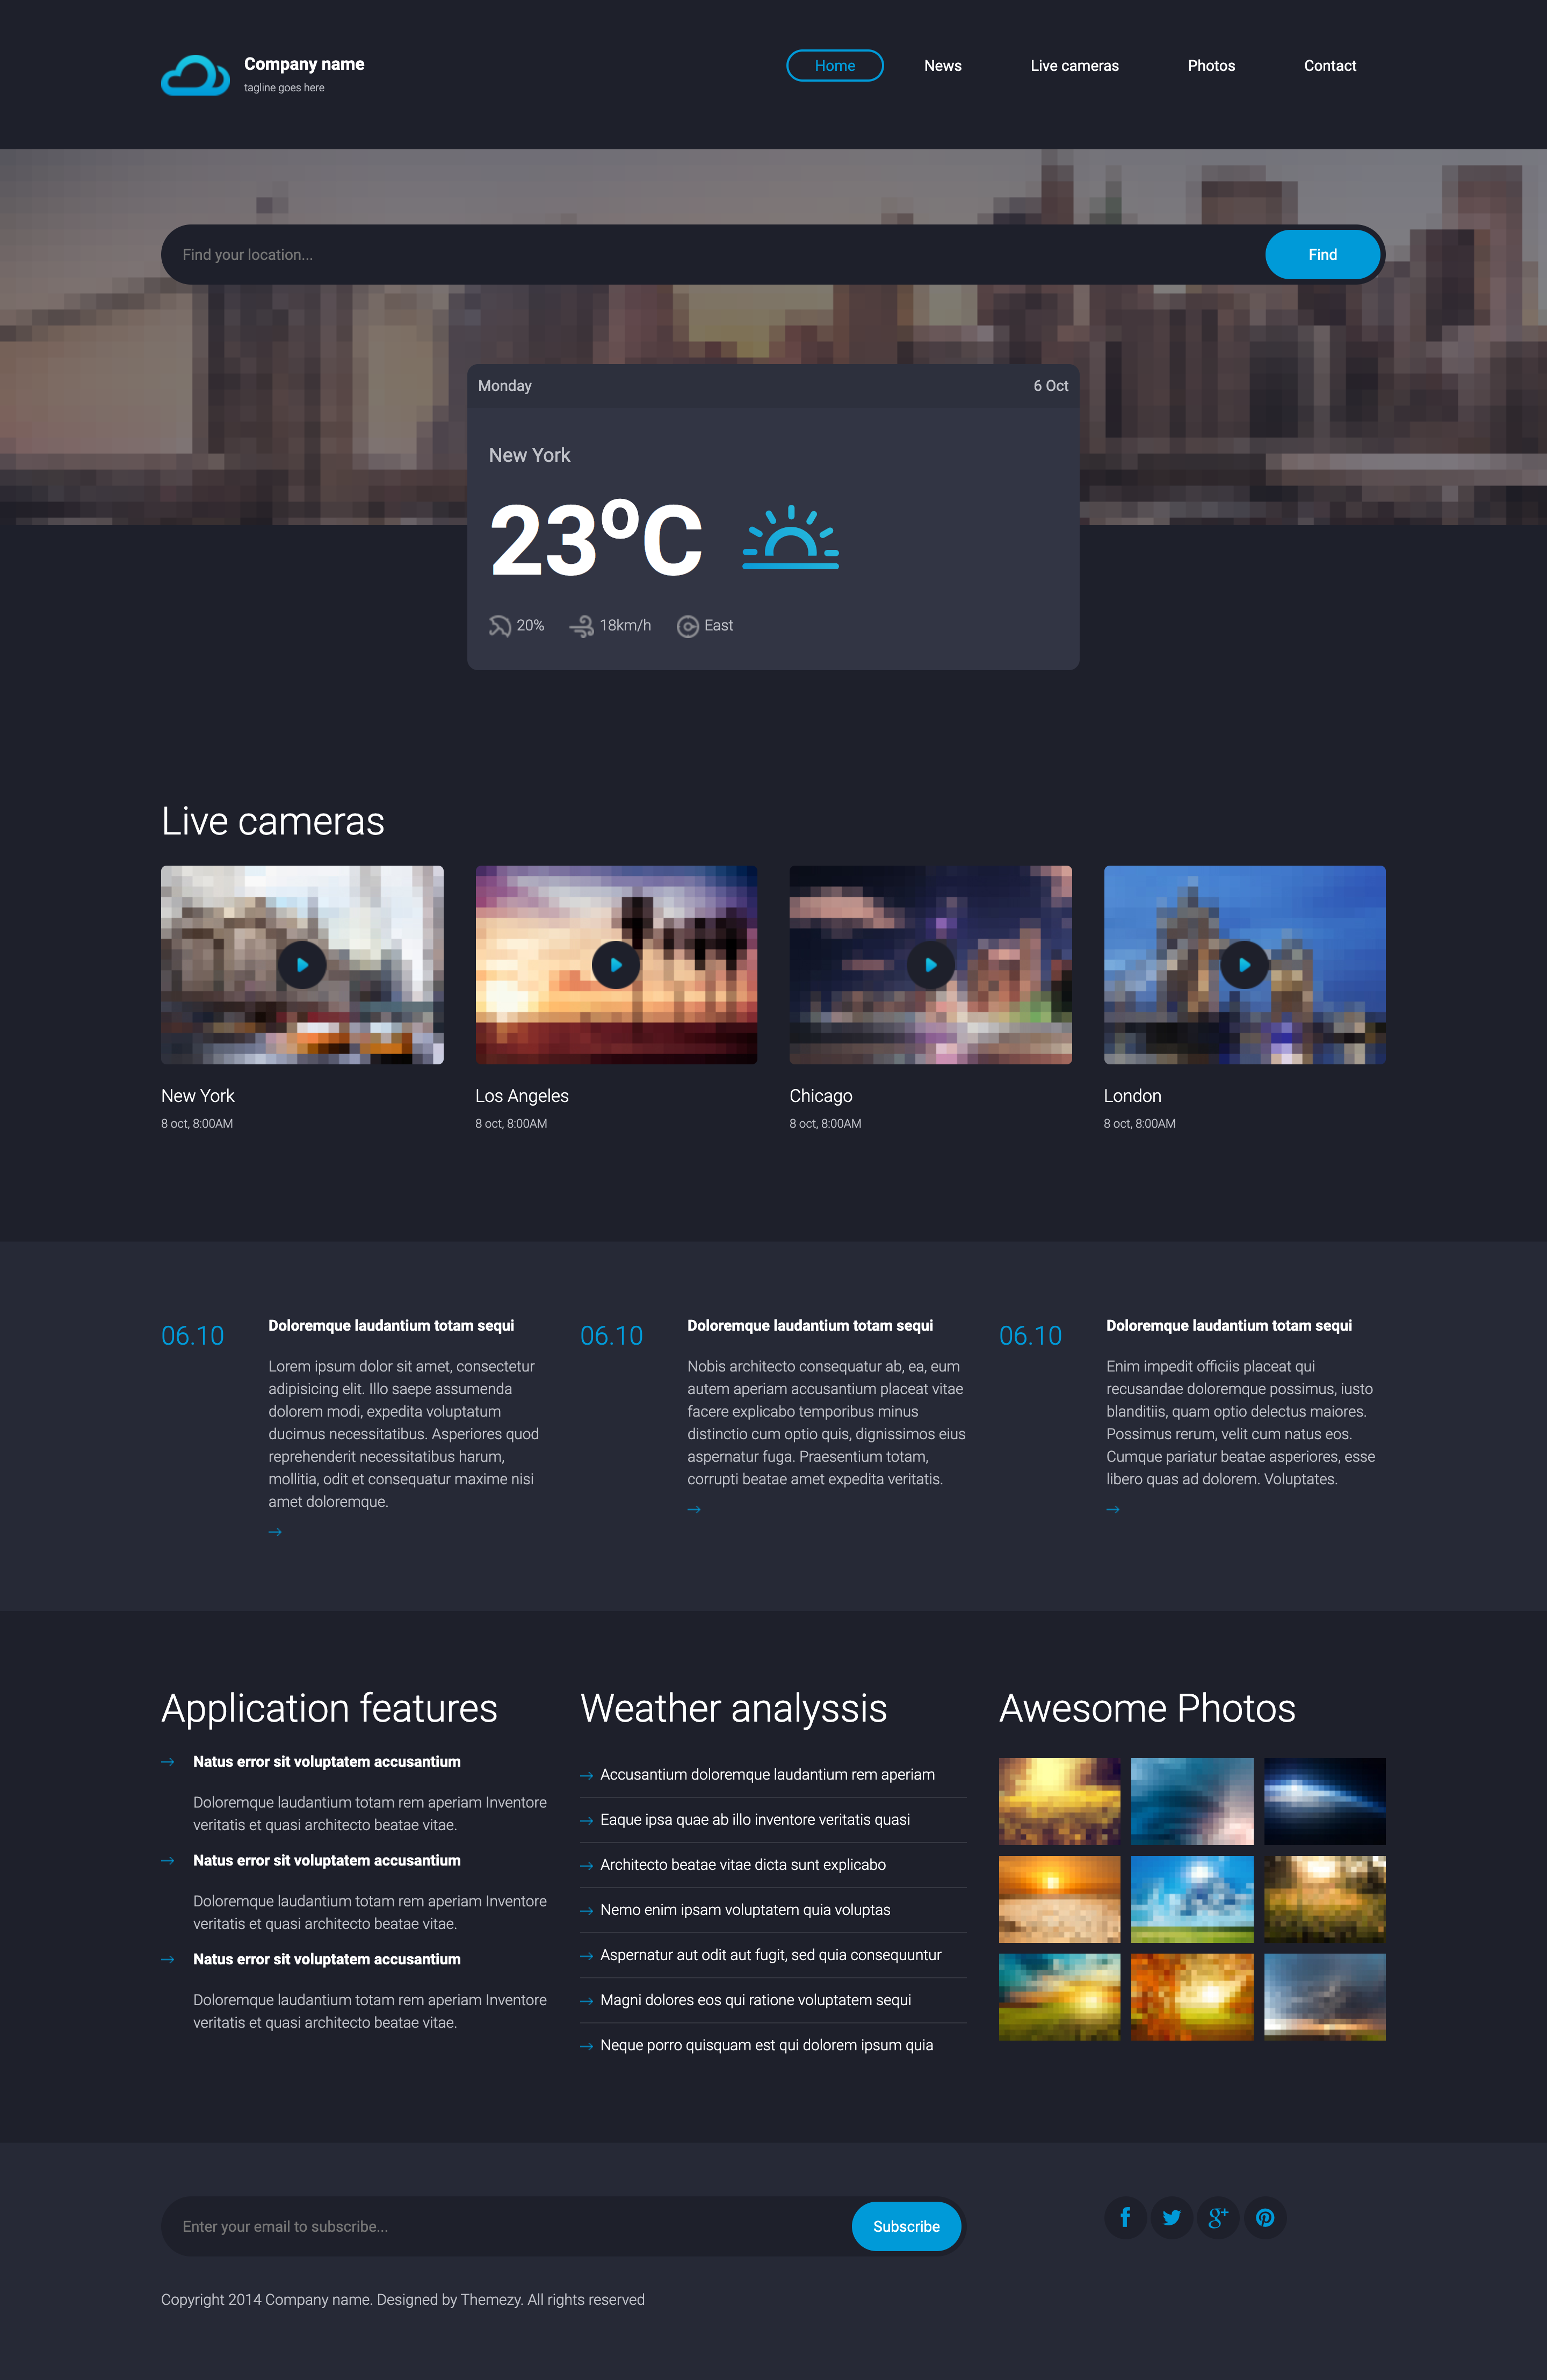 Company name
tagline goes here
Home
News
Live cameras
Photos
Contact
Find your location...
Find
Monday
6 Oct
New York
23°C
20%
18km/h
East
Live cameras
New York
8 oct, 8:00AM
Los Angeles
8 oct, 8:00AM
Chicago
8 oct, 8:00AM
London
8 oct, 8:00AM
06.10
Doloremque laudantium totam sequi
Lorem ipsum dolor sit amet, consectetur
adipisicing elit. Illo saepe assumenda
dolorem modi, expedita voluptatum
ducimus necessitatibus. Asperiores quod
reprehenderit necessitatibus harum,
mollitia, odit et consequatur maxime nisi
amet doloremque.
06.10
Doloremque laudantium totam sequi
Nobis architecto consequatur ab, ea, eum
autem aperiam accusantium placeat vitae
facere explicabo temporibus minus
distinctio cum optio quis, dignissimos eius
aspernatur fuga. Praesentium totam,
corrupti beatae amet expedita veritatis.
06.10
Doloremque laudantium totam sequi
Enim impedit officiis placeat qui
recusandae doloremque possimus, iusto
blanditiis, quam optio delectus maiores.
Possimus rerum, velit cum natus eos.
Cumque pariatur beatae asperiores, esse
libero quas ad dolorem. Voluptates.
Application features
Natus error sit voluptatem accusantium
Doloremque laudantium totam rem aperiam Inventore
veritatis et quasi architecto beatae vitae.
Natus error sit voluptatem accusantium
Doloremque laudantium totam rem aperiam Inventore
veritatis et quasi architecto beatae vitae.
Natus error sit voluptatem accusantium
Doloremque laudantium totam rem aperiam Inventore
veritatis et quasi architecto beatae vitae.
Weather analyssis
Accusantium doloremque laudantium rem aperiam
Eaque ipsa quae ab illo inventore veritatis quasi
Architecto beatae vitae dicta sunt explicabo
Nemo enim ipsam voluptatem quia voluptas
Aspernatur aut odit aut fugit, sed quia consequuntur
Magni dolores eos qui ratione voluptatem sequi
Neque porro quisquam est qui dolorem ipsum quia
Awesome Photos
Enter your email to subscribe...
Subscribe
Copyright 2014 Company name. Designed by Themezy. All rights reserved